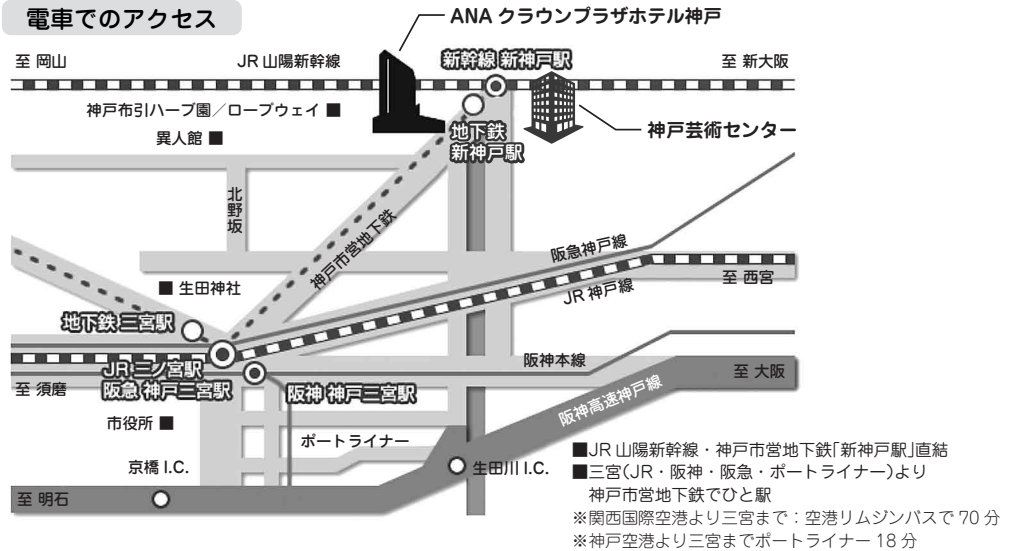 電車でのアクセス
ANA クラウンプラザホテル神戸
至 岡山
JR 山陽新幹線
新幹線 新神戸駅
至 新大阪
神戸布引ハーブ園／ロープウェイ ■
異人館 ■
地下鉄
新神戸駅
神戸芸術センター
北野坂
神戸市営地下鉄
阪急神戸線
JR 神戸線
至 西宮
■ 生田神社
地下鉄 三宮駅
JR 三ノ宮駅
阪急 神戸三宮駅
阪神 神戸三宮駅
阪神本線
至 須磨
至 大阪
阪神高速神戸線
市役所 ■
ポートライナー
京橋 I.C.
生田川 I.C.
至 明石
■JR 山陽新幹線・神戸市営地下鉄「新神戸駅」直結
■三宮(JR・阪神・阪急・ポートライナー)より
神戸市営地下鉄でひと駅
※関西国際空港より三宮まで：空港リムジンバスで 70 分
※神戸空港より三宮までポートライナー 18 分